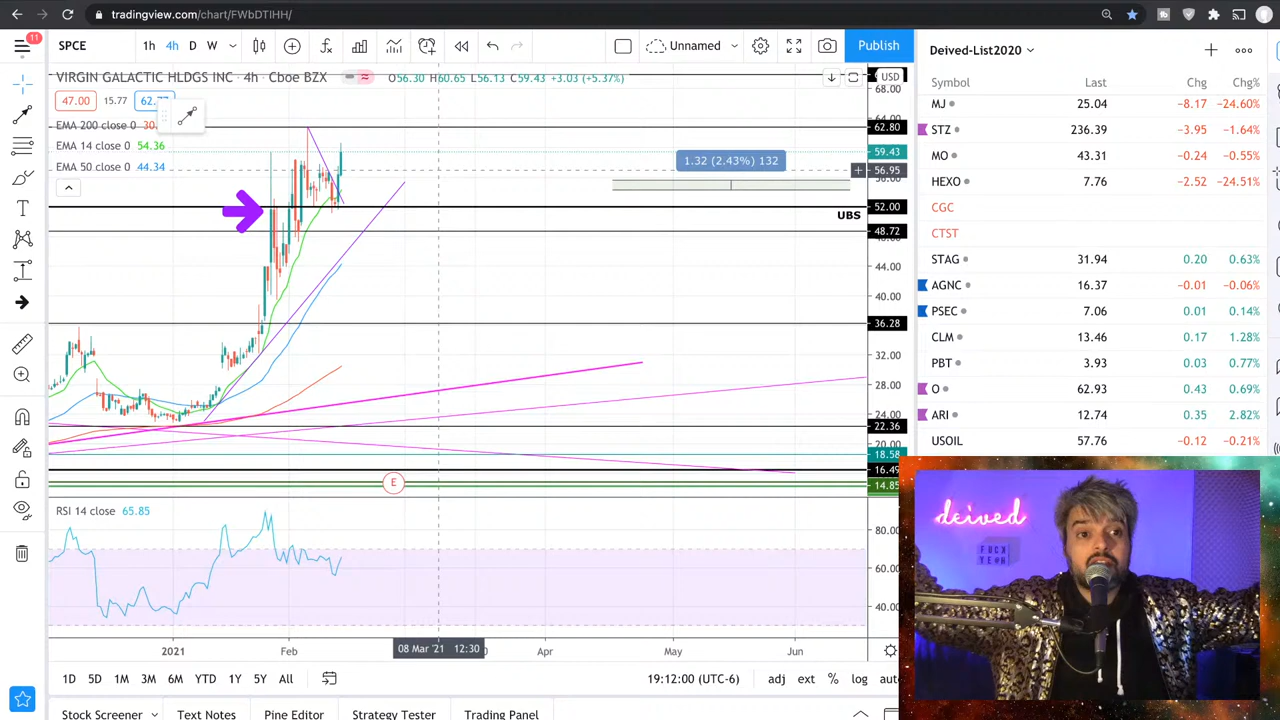 tradingview.com/chart/FWbDTIHH/
11
SPCE
1h 4h D W
Unnamed
Publish
Deived-List2020
VIRGIN GALACTIC HLDGS INC · 4h · Cboe BZX
O56.30 H60.65 L56.13 C59.43 +3.03 (+5.37%)
USD
Symbol Last Chg Chg%
47.00 15.77
EMA 200 close 0
EMA 14 close 0 54.36
EMA 50 close 0 44.34
1.32 (2.43%) 132
UBS
68.00
62.80
59.43
56.95
52.00
48.72
44.00
40.00
36.28
32.00
28.00
24.00
22.36
20.00
18.58
16.49
14.85
MJ 25.04 −8.17 −24.60%
STZ 236.39 −3.95 −1.64%
MO 43.31 −0.24 −0.55%
HEXO 7.76 −2.52 −24.51%
CGC
CTST
STAG 31.94 0.20 0.63%
AGNC 16.37 −0.01 −0.06%
PSEC 7.06 0.01 0.14%
CLM 13.46 0.17 1.28%
PBT 3.93 0.03 0.77%
O 62.93 0.43 0.69%
ARI 12.74 0.35 2.82%
USOIL 57.76 −0.12 −0.21%
E
RSI 14 close 65.85
80.00
60.00
40.00
deived
FUCK
YEAH
2021 Feb 08 Mar '21 12:30 Apr May Jun
1D 5D 1M 3M 6M YTD 1Y 5Y All
19:12:00 (UTC-6)
adj ext % log
Stock Screener Text Notes Pine Editor Strategy Tester Trading Panel